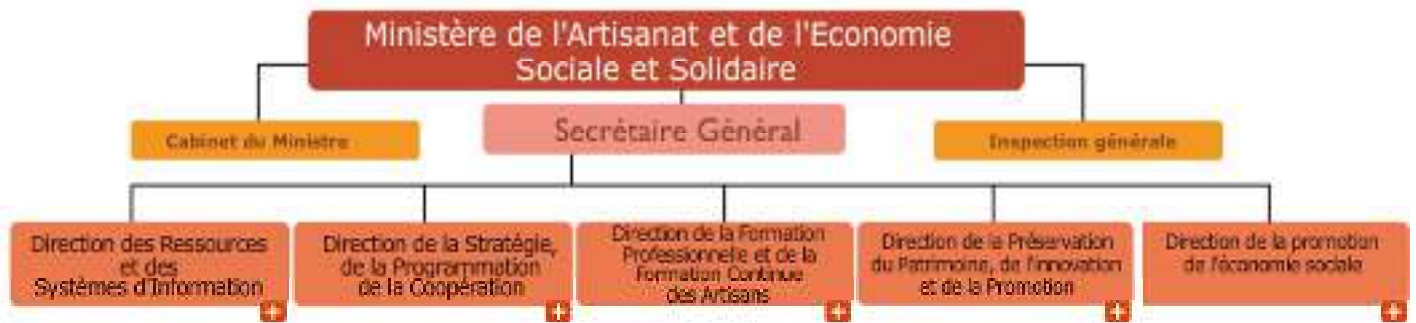 Ministère de l'Artisanat et de l'Economie
Sociale et Solidaire
Cabinet du Ministre
Secrétaire Général
Inspection générale
Direction des Ressources
et des
Systèmes d'Information
Direction de la Stratégie,
de la Programmation
de la Coopération
Direction de la Formation
Professionnelle et de la
Formation Continue
des Artisans
Direction de la Préservation
du Patrimoine, de l'innovation
et de la Promotion
Direction de la promotion
de l'économie sociale